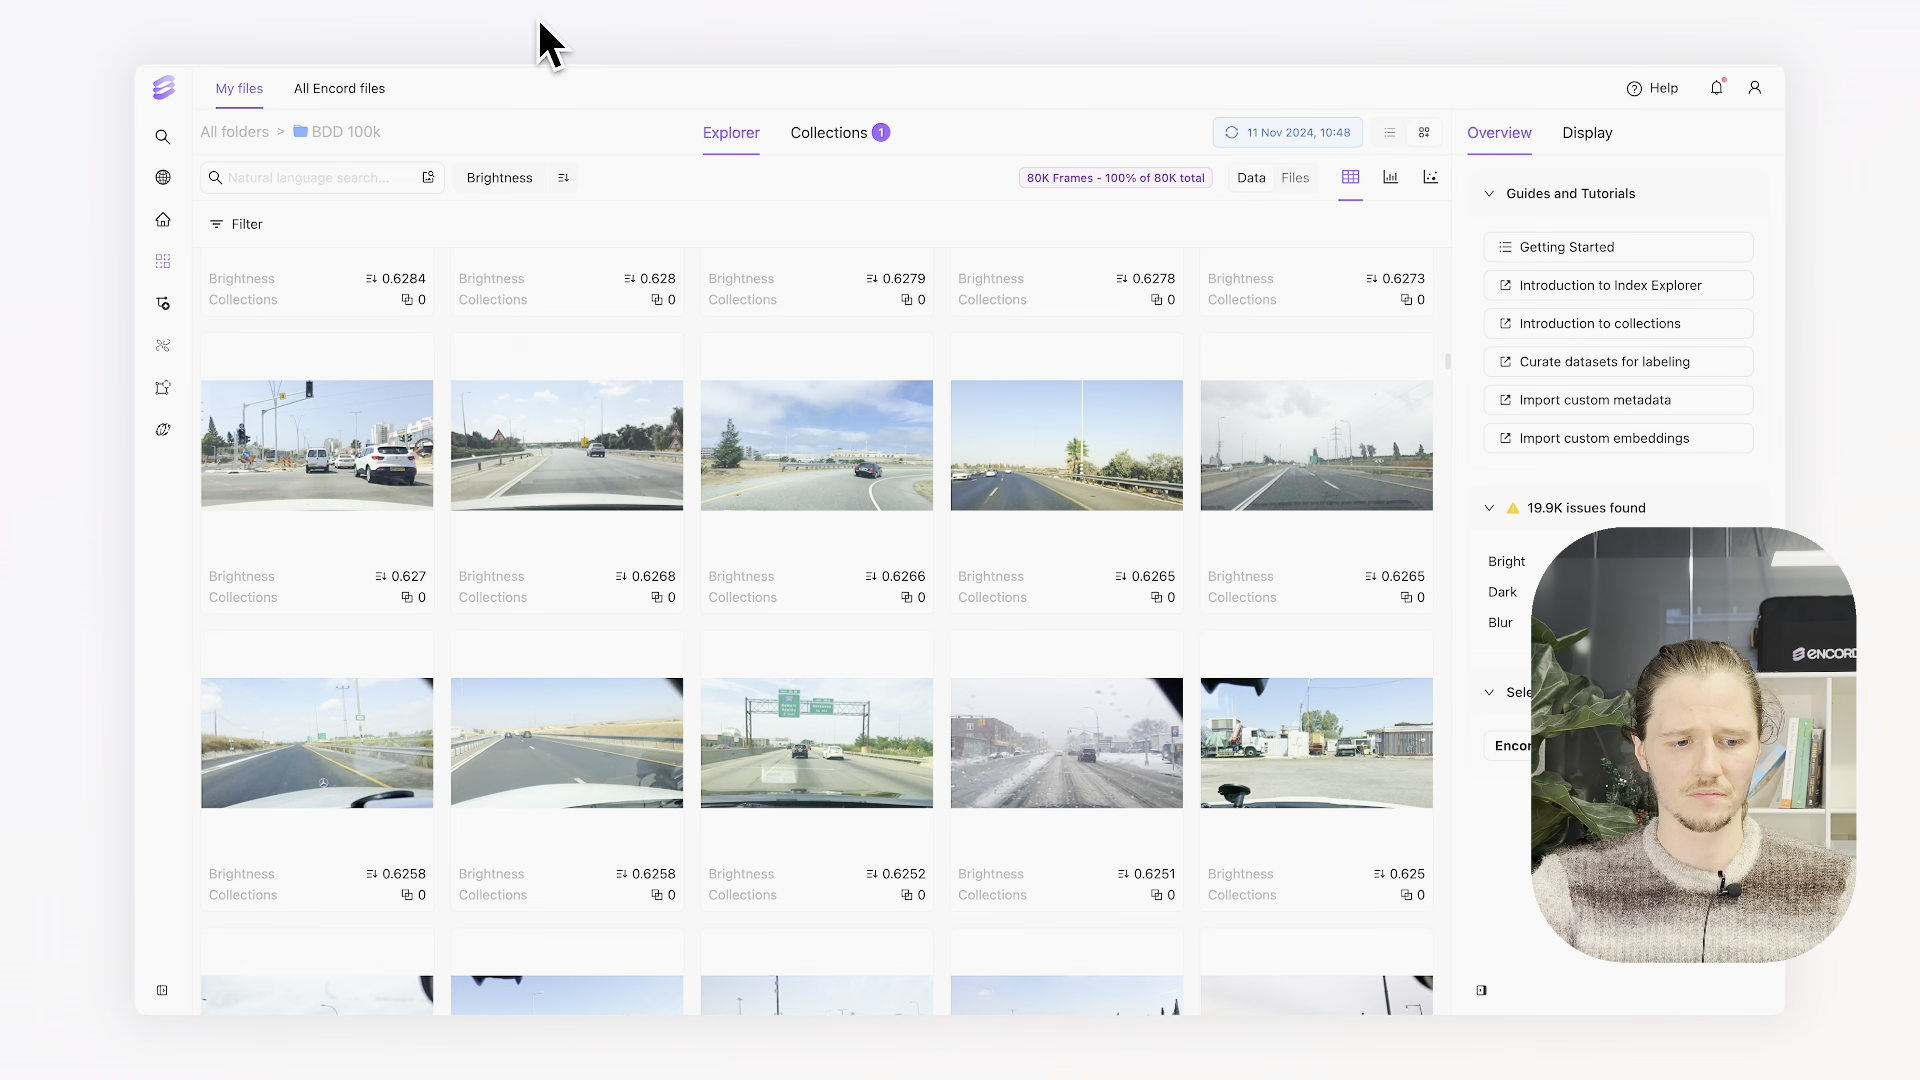 My files
All Encord files
Help
All folders > BDD 100k
Explorer
Collections 1
11 Nov 2024, 10:48
Overview
Display
Natural language search...
Brightness
80K Frames - 100% of 80K total
Data
Files
Guides and Tutorials
Filter
Getting Started
Introduction to Index Explorer
Introduction to collections
Curate datasets for labeling
Import custom metadata
Import custom embeddings
Brightness 0.6284
Collections 0
Brightness 0.628
Collections 0
Brightness 0.6279
Collections 0
Brightness 0.6278
Collections 0
Brightness 0.6273
Collections 0
19.9K issues found
Bright
Dark
Blur
Brightness 0.627
Collections 0
Brightness 0.6268
Collections 0
Brightness 0.6266
Collections 0
Brightness 0.6265
Collections 0
Brightness 0.6265
Collections 0
ENCORD
Sele
Encor
Brightness 0.6258
Collections 0
Brightness 0.6258
Collections 0
Brightness 0.6252
Collections 0
Brightness 0.6251
Collections 0
Brightness 0.625
Collections 0